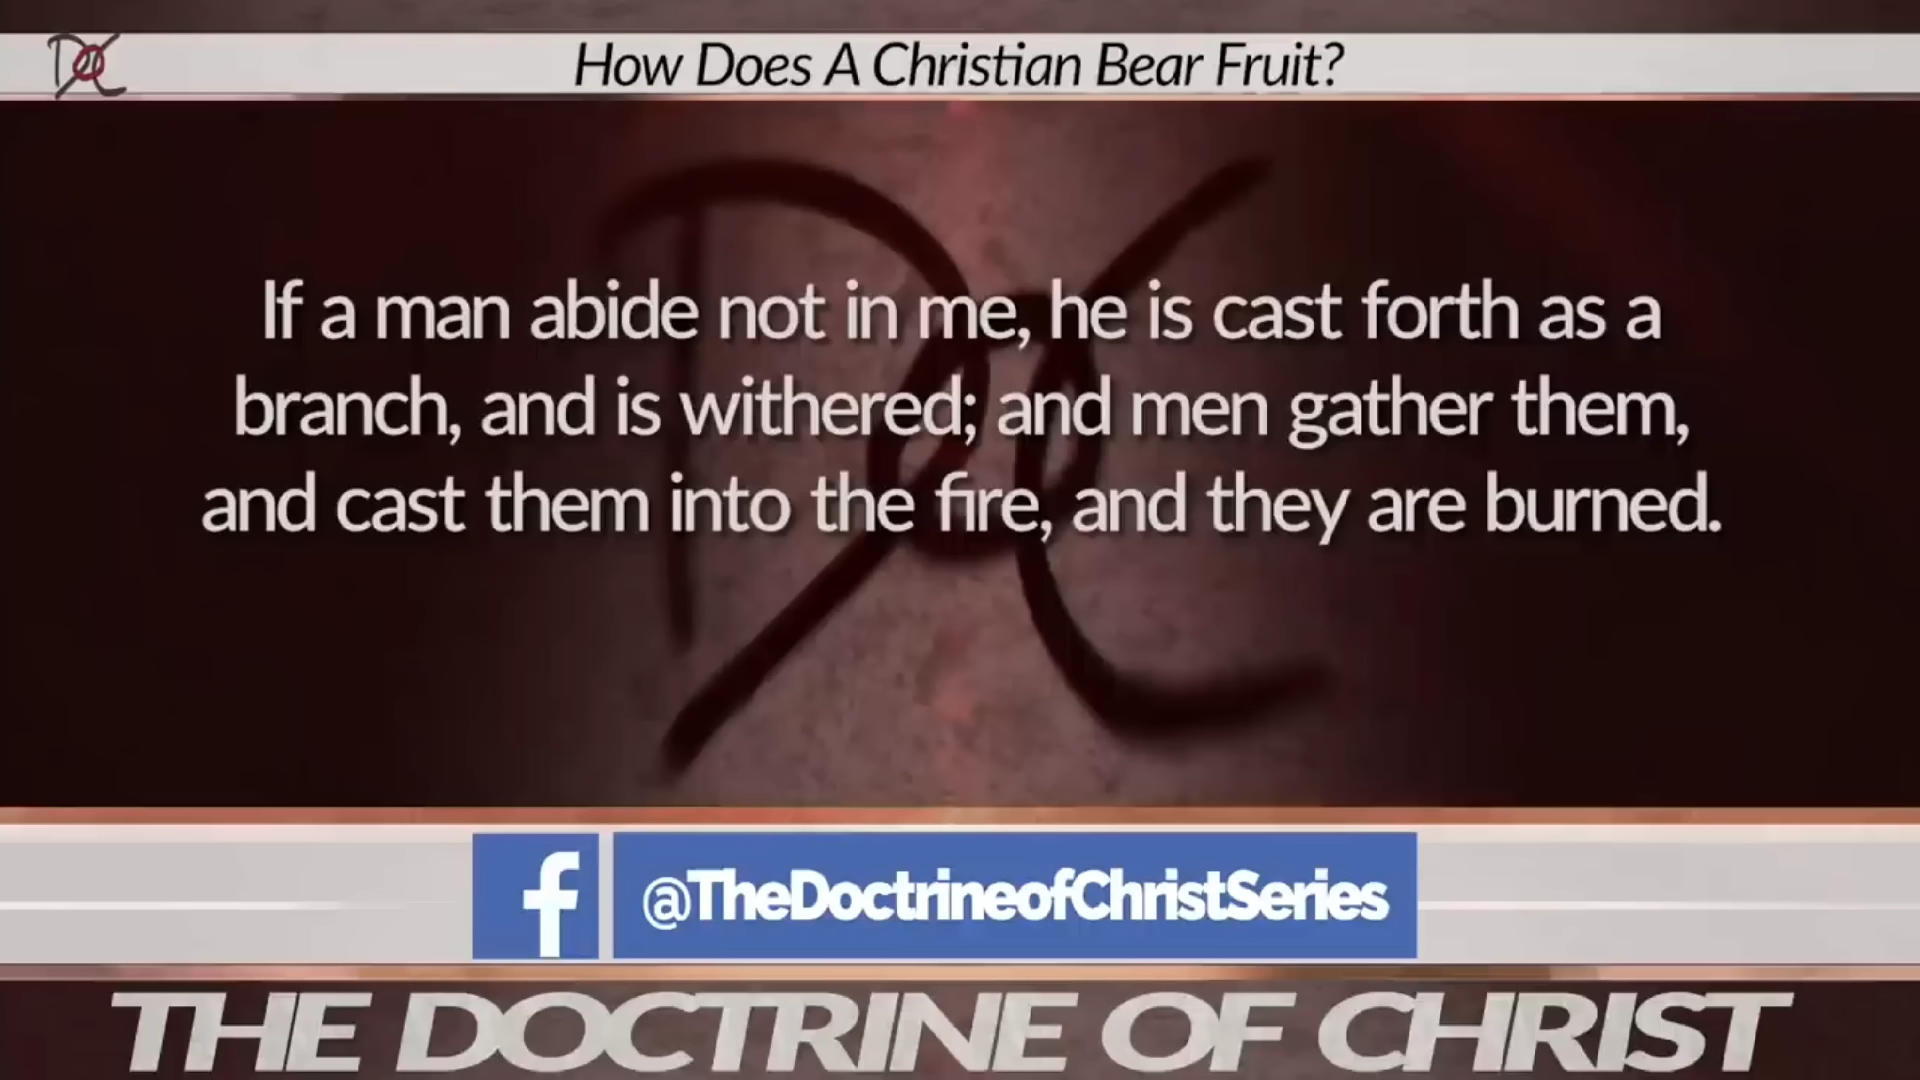 How Does A Christian Bear Fruit?
If a man abide not in me, he is cast forth as a
branch, and is withered; and men gather them,
and cast them into the fire, and they are burned.
f
@TheDoctrineofChristSeries
THE DOCTRINE OF CHRIST